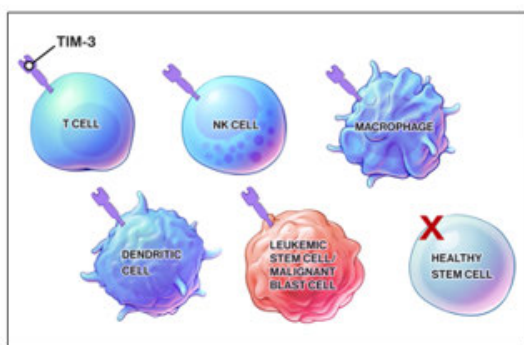 TIM-3
T CELL
NK CELL
MACROPHAGE
DENDRITIC
CELL
LEUKEMIC
STEM CELL/
MALIGNANT
BLAST CELL
X
HEALTHY
STEM CELL